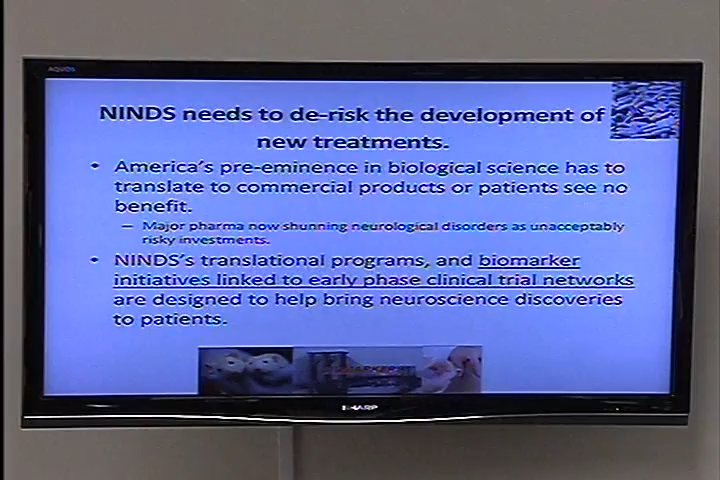 AQUOS
NINDS needs to de-risk the development of
new treatments.
• America's pre-eminence in biological science has to
translate to commercial products or patients see no
benefit.
– Major pharma now shunning neurological disorders as unacceptably
risky investments.
• NINDS's translational programs, and biomarker
initiatives linked to early phase clinical trial networks
are designed to help bring neuroscience discoveries
to patients.
SHARP